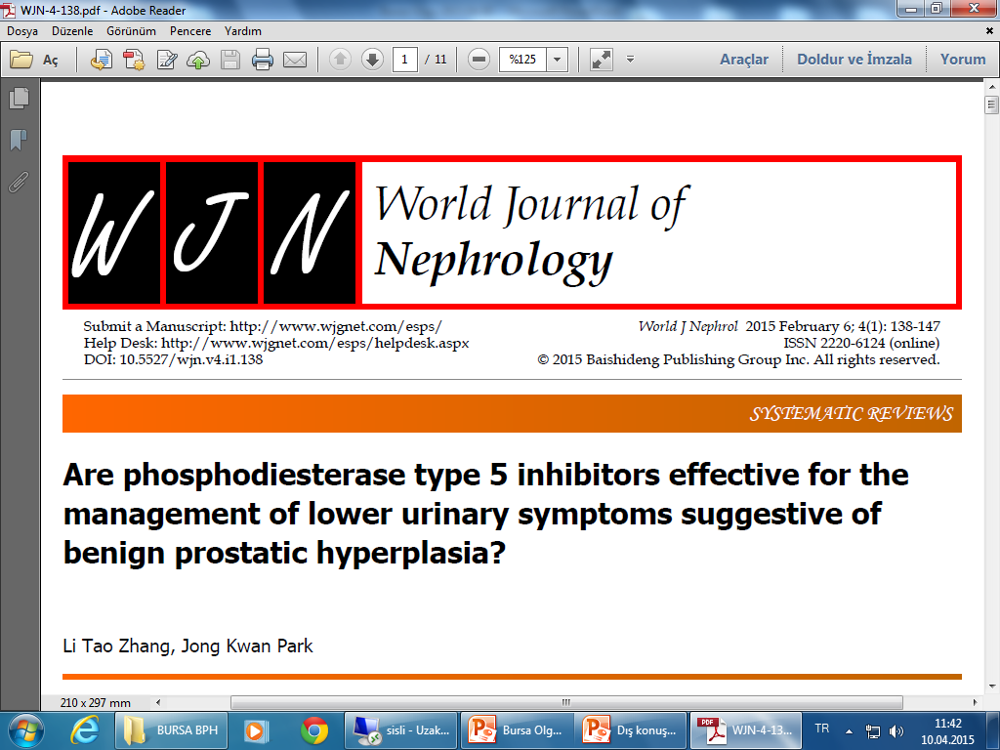 WJN-4-138.pdf - Adobe Reader
Dosya Düzenle Görünüm Pencere Yardım
Aç 1 / 11 %125 Araçlar Doldur ve İmzala Yorum
WJN
World Journal of
Nephrology
Submit a Manuscript: http://www.wjgnet.com/esps/
Help Desk: http://www.wjgnet.com/esps/helpdesk.aspx
DOI: 10.5527/wjn.v4.i1.138
World J Nephrol 2015 February 6; 4(1): 138-147
ISSN 2220-6124 (online)
© 2015 Baishideng Publishing Group Inc. All rights reserved.
SYSTEMATIC REVIEWS
Are phosphodiesterase type 5 inhibitors effective for the
management of lower urinary symptoms suggestive of
benign prostatic hyperplasia?
Li Tao Zhang, Jong Kwan Park
210 x 297 mm
BURSA BPH sisli - Uzak... Bursa Olg... Dış konuş... WJN-4-13... TR 11:42
10.04.2015